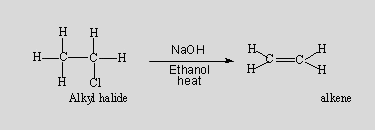 H H
H—C—C—H
H Cl
Alkyl halide
NaOH
Ethanol
heat
H H
C=C
H H
alkene